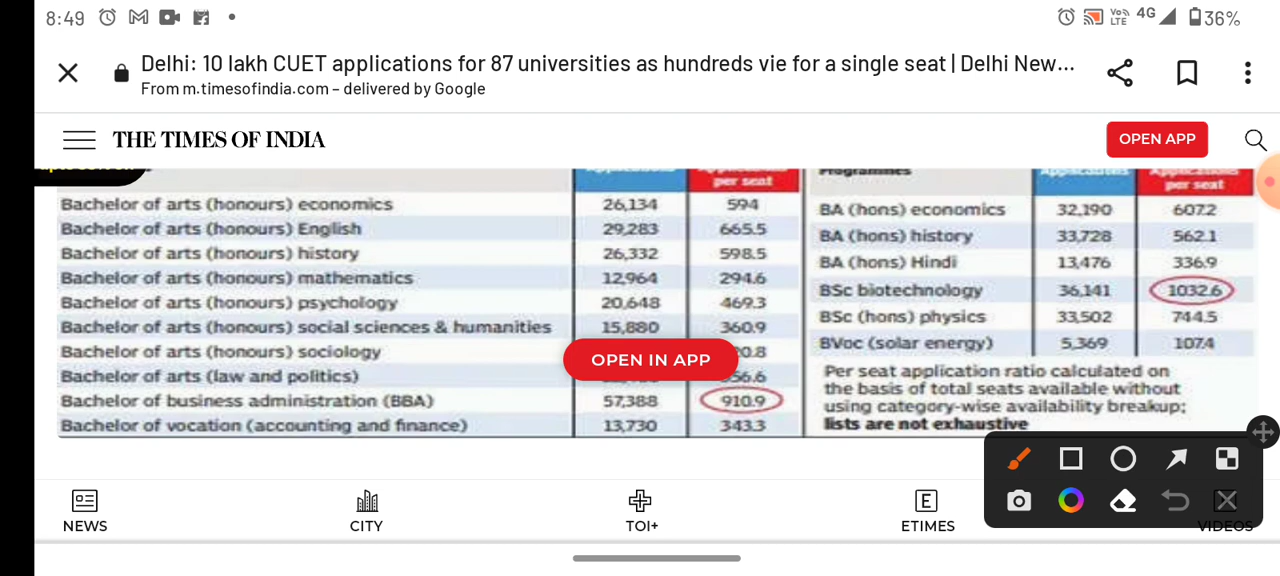 8:49
4G 36%
Delhi: 10 lakh CUET applications for 87 universities as hundreds vie for a single seat | Delhi New...
From m.timesofindia.com – delivered by Google
THE TIMES OF INDIA
OPEN APP
per seat
Bachelor of arts (honours) economics 26,134 594
Bachelor of arts (honours) English 29,283 665.5
Bachelor of arts (honours) history 26,332 598.5
Bachelor of arts (honours) mathematics 12,964 294.6
Bachelor of arts (honours) psychology 20,648 469.3
Bachelor of arts (honours) social sciences & humanities 15,880 360.9
Bachelor of arts (honours) sociology
Bachelor of arts (law and politics)
Bachelor of business administration (BBA) 57,388 910.9
Bachelor of vocation (accounting and finance) 13,730 343.3
OPEN IN APP
Programmes Applications Applications
per seat
BA (hons) economics 32,190 607.2
BA (hons) history 33,728 562.1
BA (hons) Hindi 13,476 336.9
BSc biotechnology 36,141 1032.6
BSc (hons) physics 33,502 744.5
BVoc (solar energy) 5,369 107.4
Per seat application ratio calculated on
the basis of total seats available without
using category-wise availability breakup;
lists are not exhaustive
NEWS
CITY
TOI+
ETIMES
VIDEOS